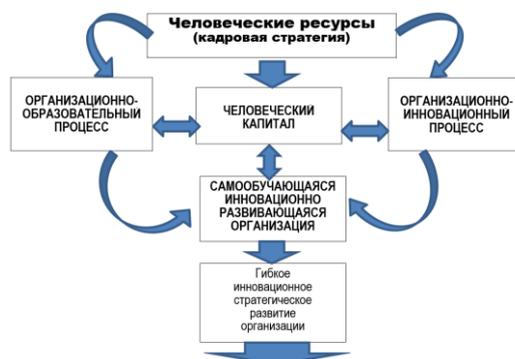 Человеческие ресурсы
(кадровая стратегия)
ОРГАНИЗАЦИОННО-
ОБРАЗОВАТЕЛЬНЫЙ
ПРОЦЕСС
ЧЕЛОВЕЧЕСКИЙ
КАПИТАЛ
ОРГАНИЗАЦИОННО-
ИННОВАЦИОННЫЙ
ПРОЦЕСС
САМООБУЧАЮЩАЯСЯ
ИННОВАЦИОННО
РАЗВИВАЮЩАЯСЯ
ОРГАНИЗАЦИЯ
Гибкое
инновационное
стратегическое
развитие
организации